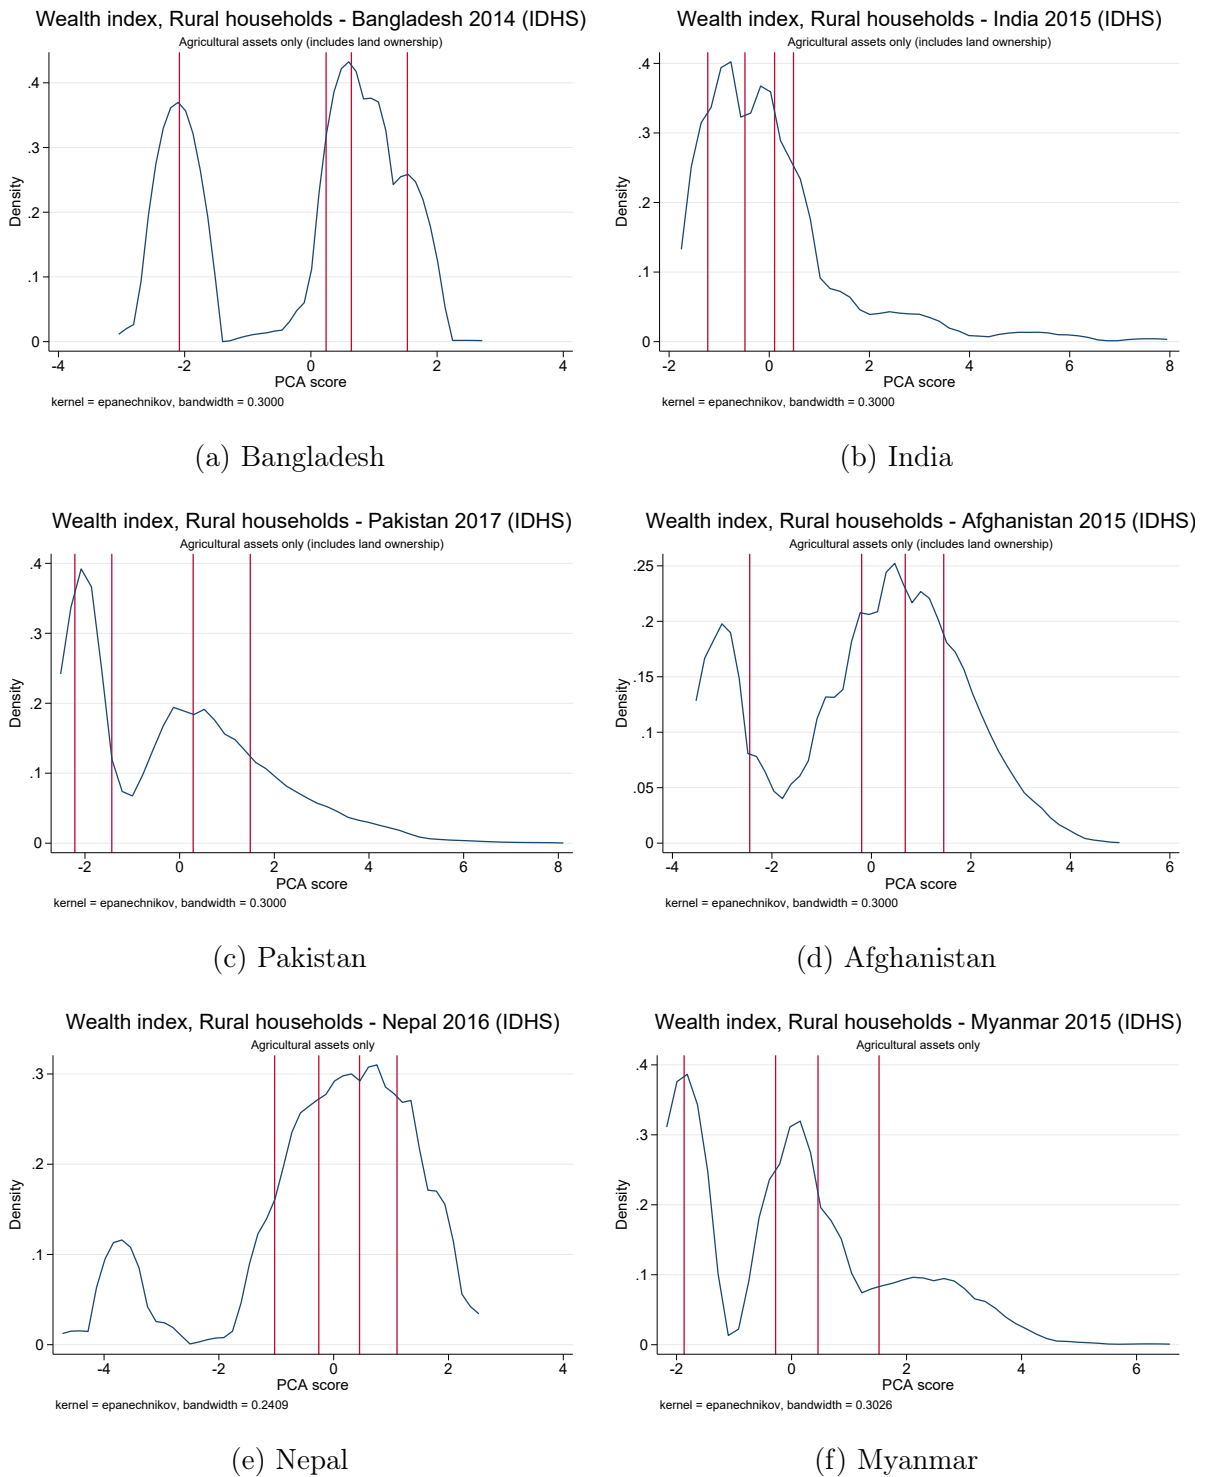 Wealth index, Rural households - Bangladesh 2014 (IDHS)
Agricultural assets only (includes land ownership)
Density
.4
.3
.2
.1
0
-4 -2 0 2 4
PCA score
kernel = epanechnikov, bandwidth = 0.3000
(a) Bangladesh
Wealth index, Rural households - India 2015 (IDHS)
Agricultural assets only (includes land ownership)
Density
.4
.3
.2
.1
0
-2 0 2 4 6 8
PCA score
kernel = epanechnikov, bandwidth = 0.3000
(b) India
Wealth index, Rural households - Pakistan 2017 (IDHS)
Agricultural assets only (includes land ownership)
Density
.4
.3
.2
.1
0
-2 0 2 4 6 8
PCA score
kernel = epanechnikov, bandwidth = 0.3000
(c) Pakistan
Wealth index, Rural households - Afghanistan 2015 (IDHS)
Agricultural assets only (includes land ownership)
Density
.25
.2
.15
.1
.05
0
-4 -2 0 2 4 6
PCA score
kernel = epanechnikov, bandwidth = 0.3000
(d) Afghanistan
Wealth index, Rural households - Nepal 2016 (IDHS)
Agricultural assets only
Density
.3
.2
.1
0
-4 -2 0 2 4
PCA score
kernel = epanechnikov, bandwidth = 0.2409
(e) Nepal
Wealth index, Rural households - Myanmar 2015 (IDHS)
Agricultural assets only
Density
.4
.3
.2
.1
0
-2 0 2 4 6
PCA score
kernel = epanechnikov, bandwidth = 0.3026
(f) Myanmar